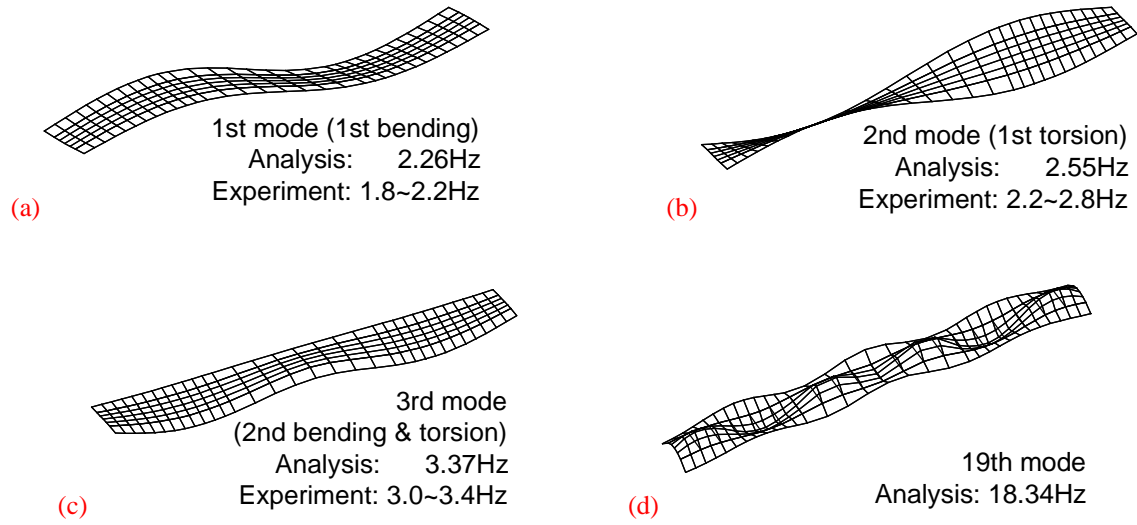 1st mode (1st bending)
Analysis: 2.26Hz
Experiment: 1.8~2.2Hz
(a)
2nd mode (1st torsion)
Analysis: 2.55Hz
Experiment: 2.2~2.8Hz
(b)
3rd mode
(2nd bending & torsion)
Analysis: 3.37Hz
Experiment: 3.0~3.4Hz
(c)
19th mode
Analysis: 18.34Hz
(d)